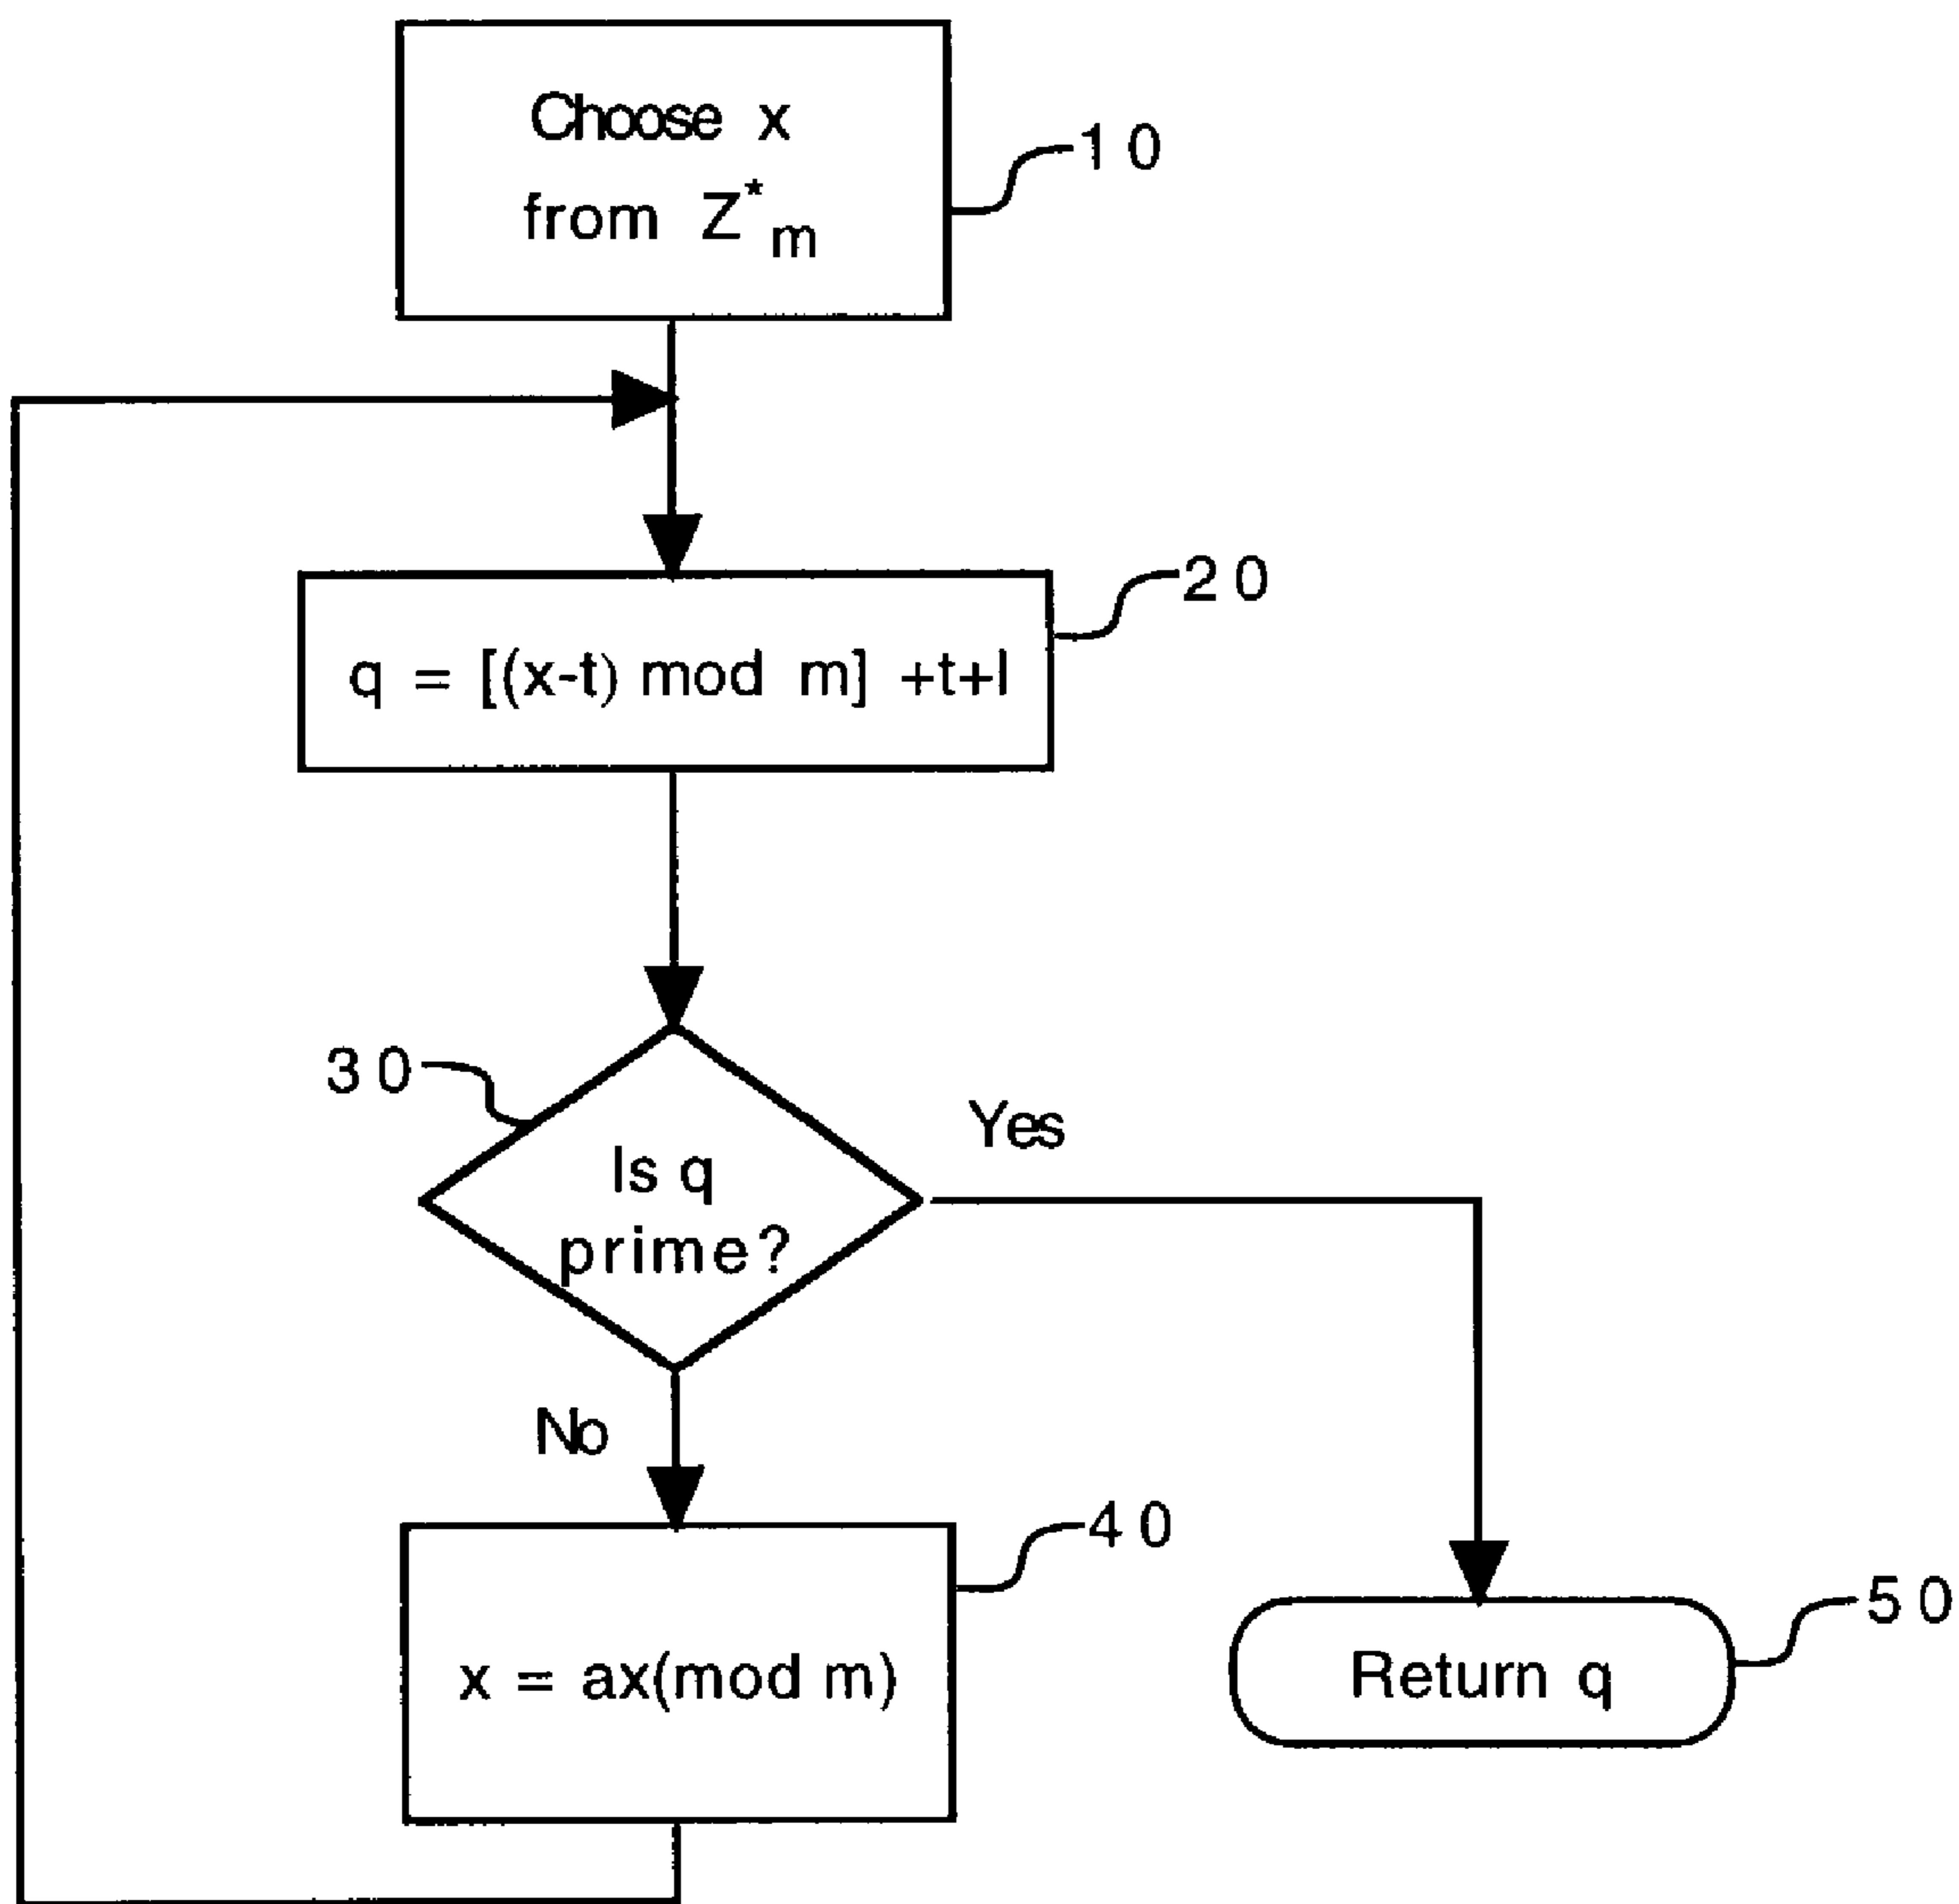 Choose x
from Z*m
10
q = [(x-t) mod m] +t+l
20
30
Is q
prime?
Yes
No
x = ax(mod m)
40
Return q
50